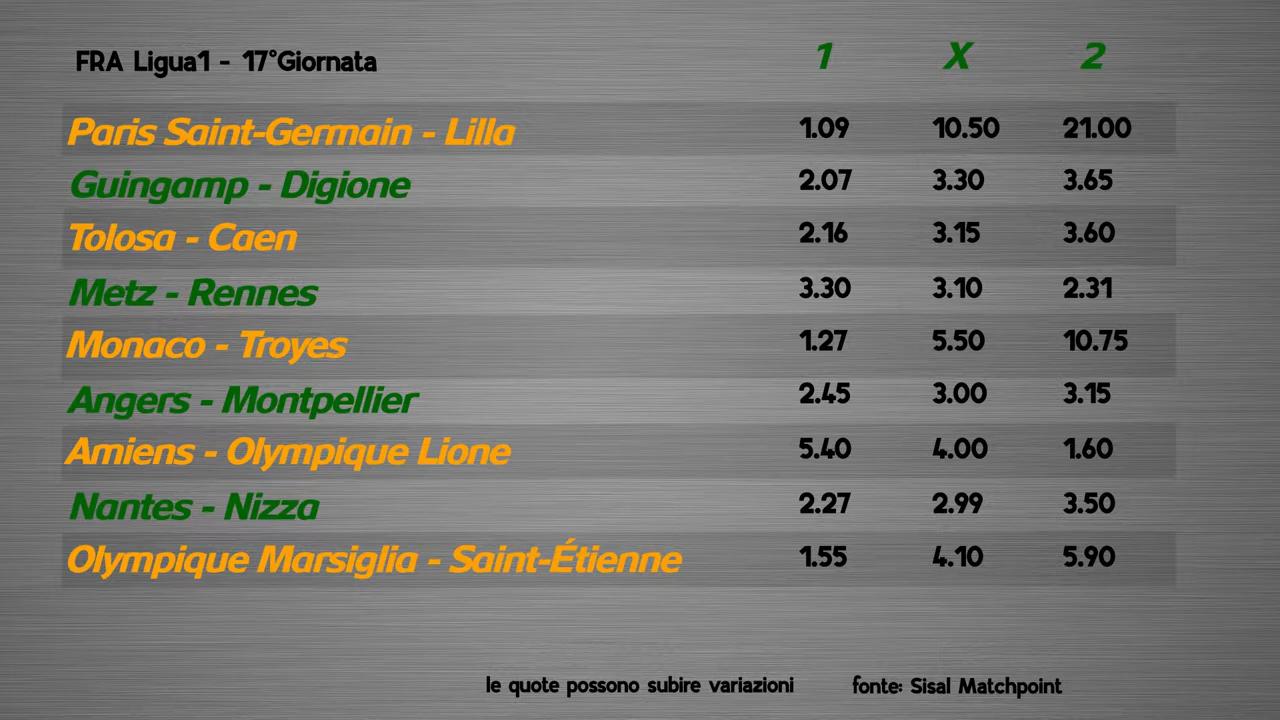 FRA Ligua1 - 17°Giornata 1 X 2
Paris Saint-Germain - Lilla 1.09 10.50 21.00
Guingamp - Digione 2.07 3.30 3.65
Tolosa - Caen 2.16 3.15 3.60
Metz - Rennes 3.30 3.10 2.31
Monaco - Troyes 1.27 5.50 10.75
Angers - Montpellier 2.45 3.00 3.15
Amiens - Olympique Lione 5.40 4.00 1.60
Nantes - Nizza 2.27 2.99 3.50
Olympique Marsiglia - Saint-Étienne 1.55 4.10 5.90
le quote possono subire variazioni fonte: Sisal Matchpoint